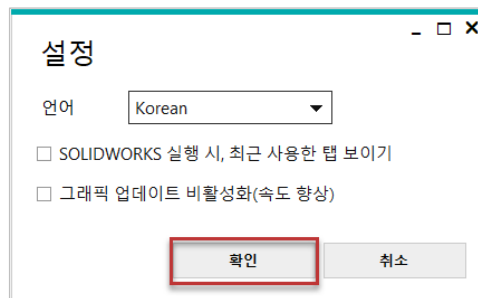 설정
언어 Korean
SOLIDWORKS 실행 시, 최근 사용한 탭 보이기
그래픽 업데이트 비활성화(속도 향상)
확인 취소